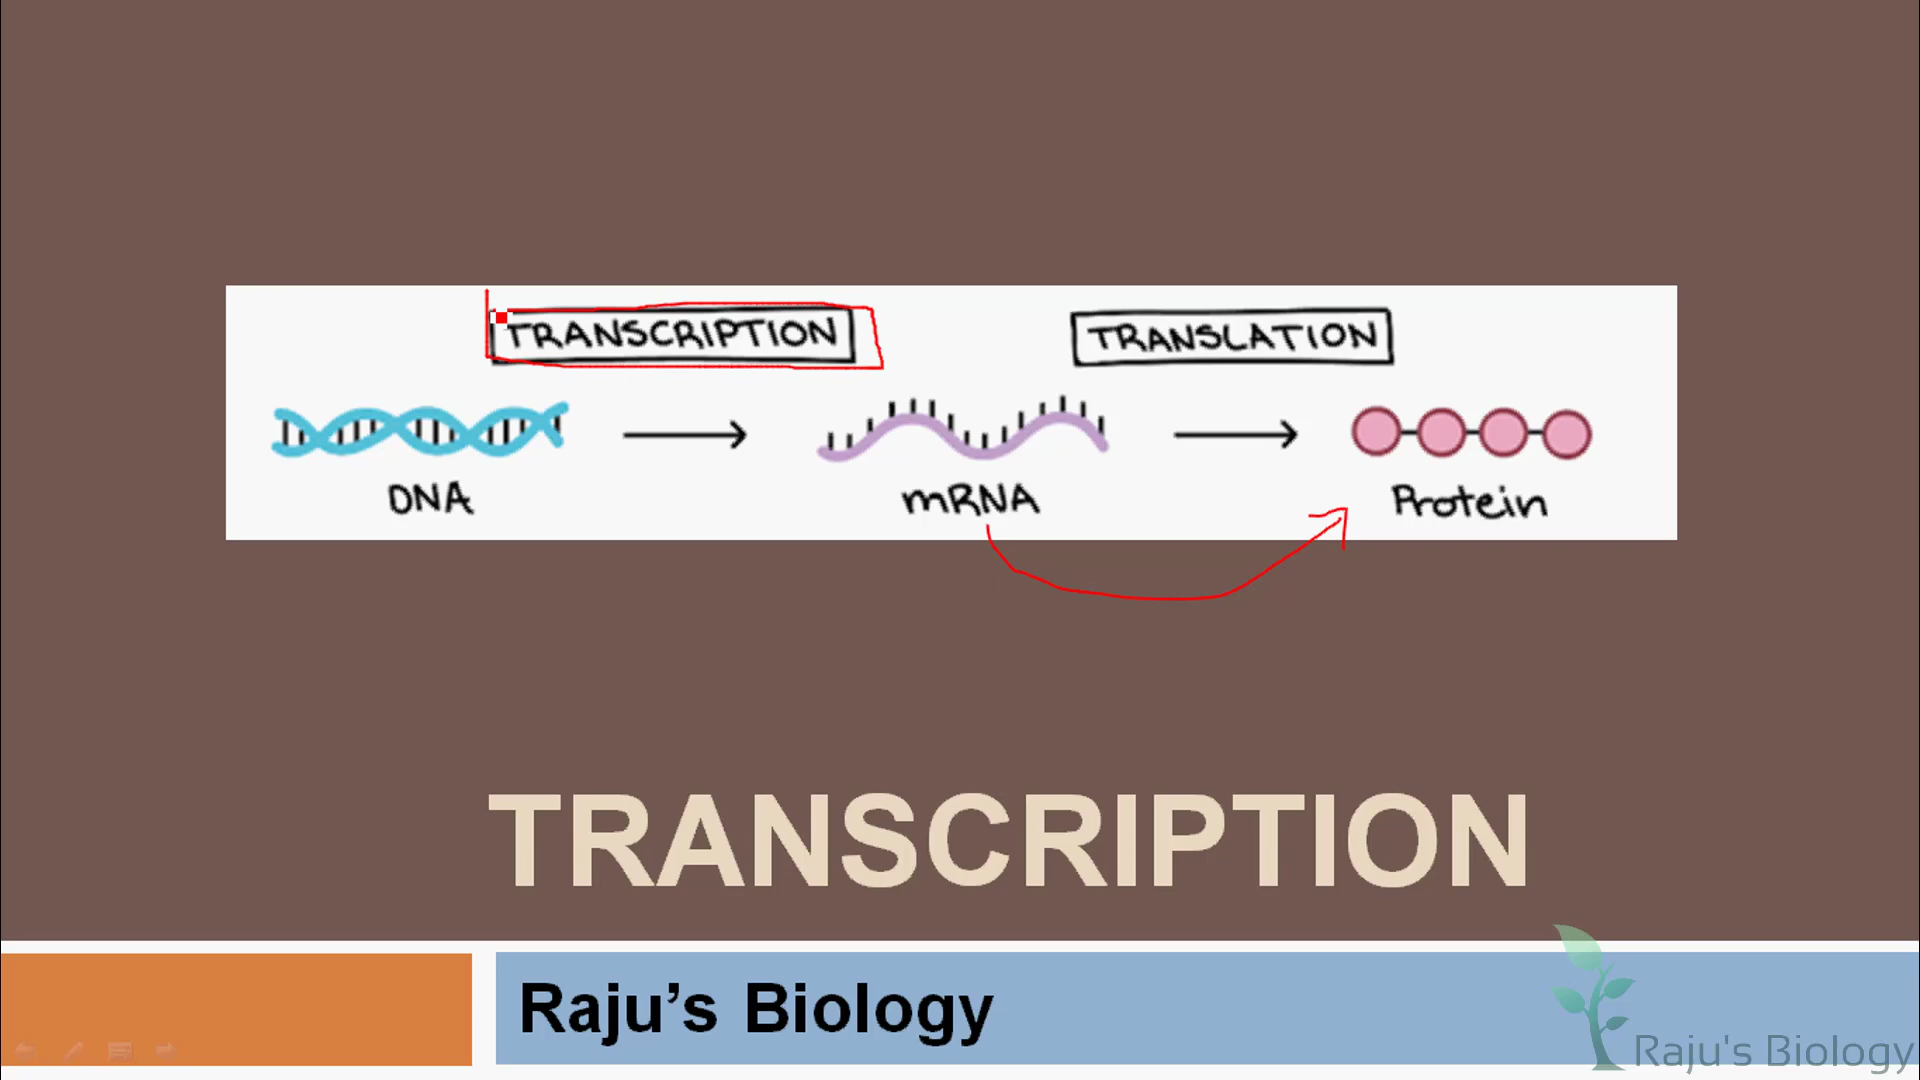 TRANSCRIPTION
TRANSLATION
DNA
mRNA
Protein
TRANSCRIPTION
Raju’s Biology
Raju's Biology